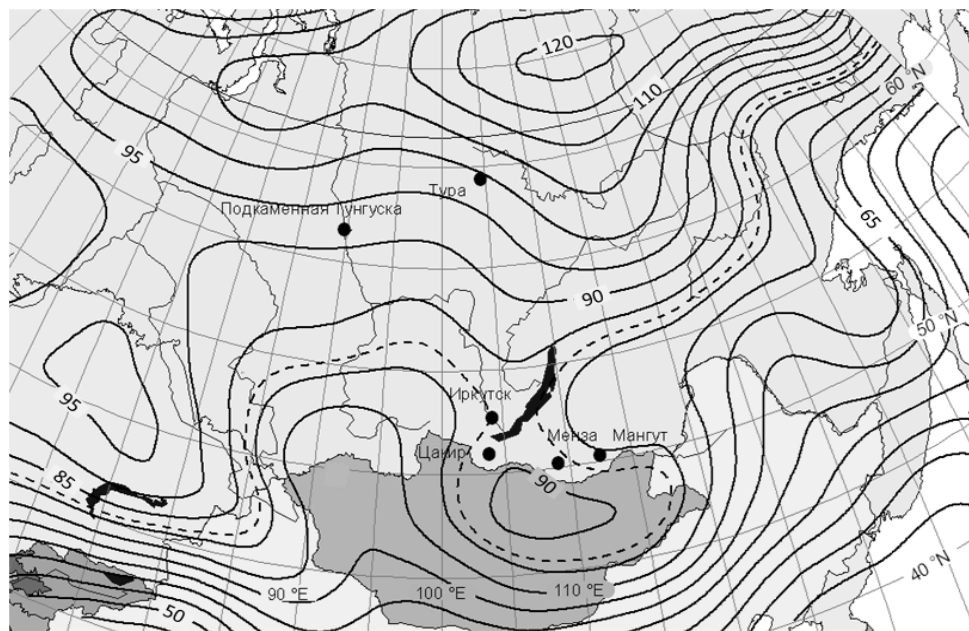 120
110
60 °N
95
Тура
Подкаменная Тунгуска
65
90
50 °N
Иркутск
95
Менза Мангут
Цакир
85
90
40 °N
90 °E
100 °E
110 °E
50